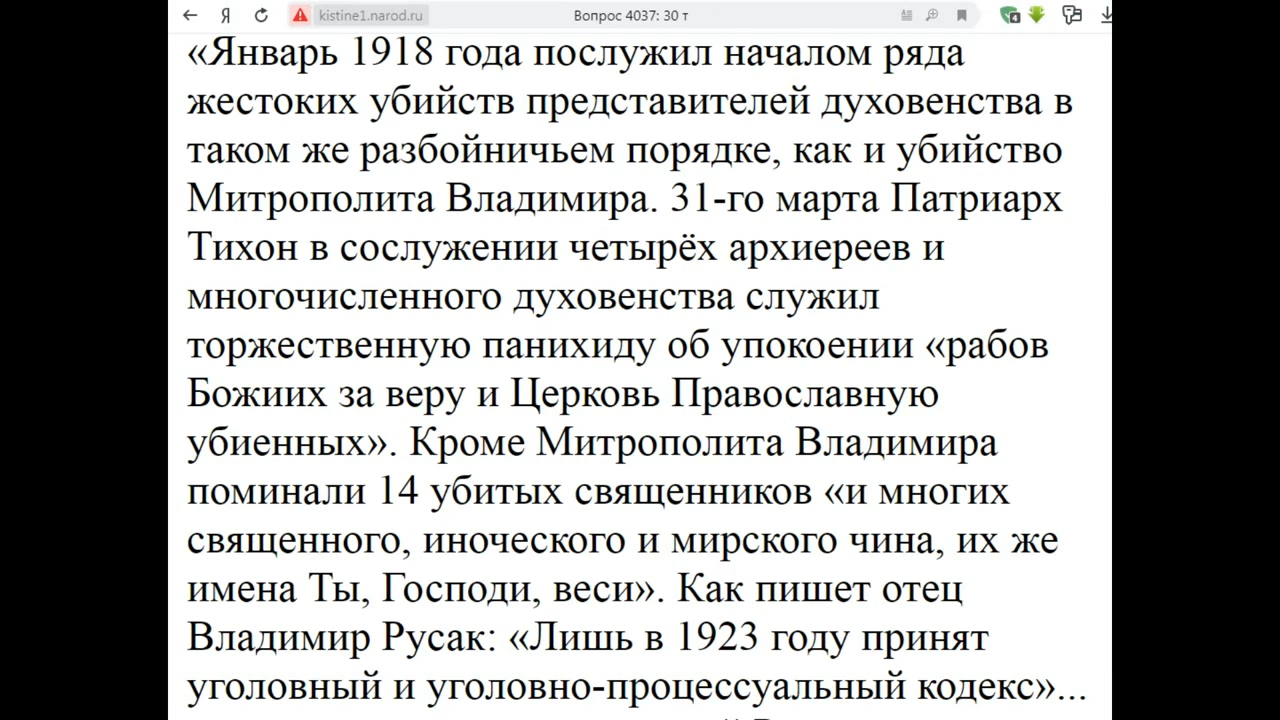 kistine1.narod.ru
Вопрос 4037: 30 т
«Январь 1918 года послужил началом ряда
жестоких убийств представителей духовенства в
таком же разбойничьем порядке, как и убийство
Митрополита Владимира. 31-го марта Патриарх
Тихон в сослужении четырёх архиереев и
многочисленного духовенства служил
торжественную панихиду об упокоении «рабов
Божиих за веру и Церковь Православную
убиенных». Кроме Митрополита Владимира
поминали 14 убитых священников «и многих
священного, иноческого и мирского чина, их же
имена Ты, Господи, веси». Как пишет отец
Владимир Русак: «Лишь в 1923 году принят
уголовный и уголовно-процессуальный кодекс»...